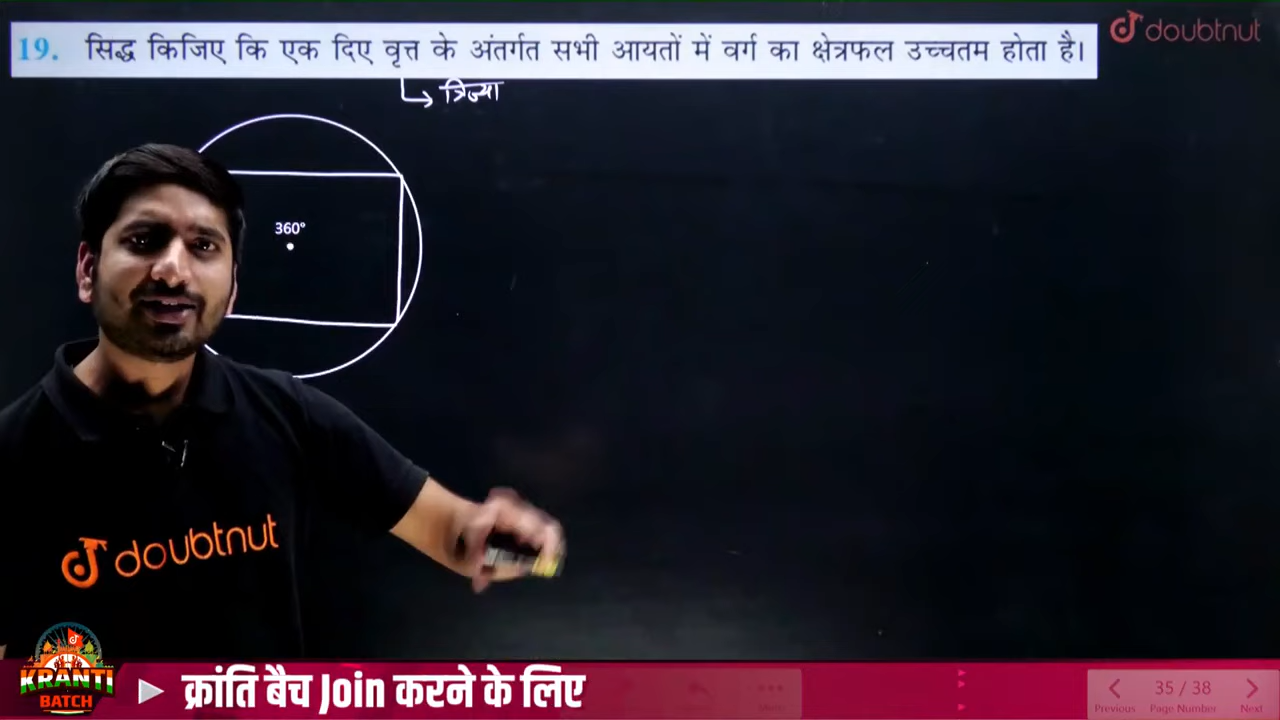 19. सिद्ध किजिए कि एक दिए वृत्त के अंतर्गत सभी आयतों में वर्ग का क्षेत्रफल उच्चतम होता है।
doubtnut
त्रिज्या
360°
doubtnut
KRANTI
BATCH
क्रांति बैच Join करने के लिए
35 / 38
Previous Page Number Next